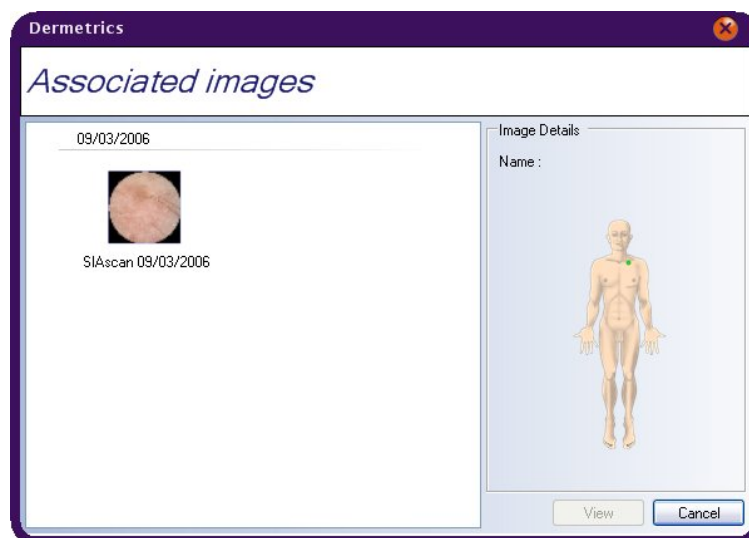 Dermetrics
Associated images
09/03/2006
SIAscan 09/03/2006
Image Details
Name :
View
Cancel